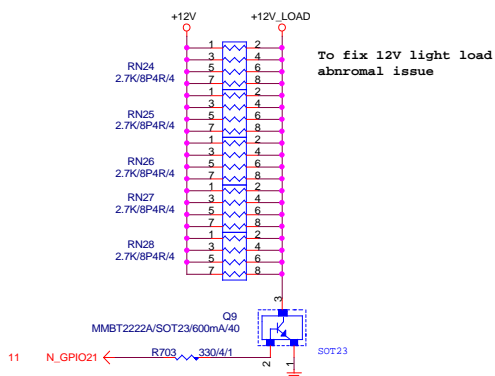 +12V +12V_LOAD
To fix 12V light load
abnromal issue
1 2
3 4
RN24
5 6
2.7K/8P4R/4
7 8
1 2
3 4
RN25
5 6
2.7K/8P4R/4
7 8
1 2
3 4
RN26
5 6
2.7K/8P4R/4
7 8
1 2
3 4
RN27
5 6
2.7K/8P4R/4
7 8
1 2
3 4
RN28
5 6
2.7K/8P4R/4
7 8
3
Q9
MMBT2222A/SOT23/600mA/40
SOT23
11 N_GPIO21 R703 330/4/1
2 1